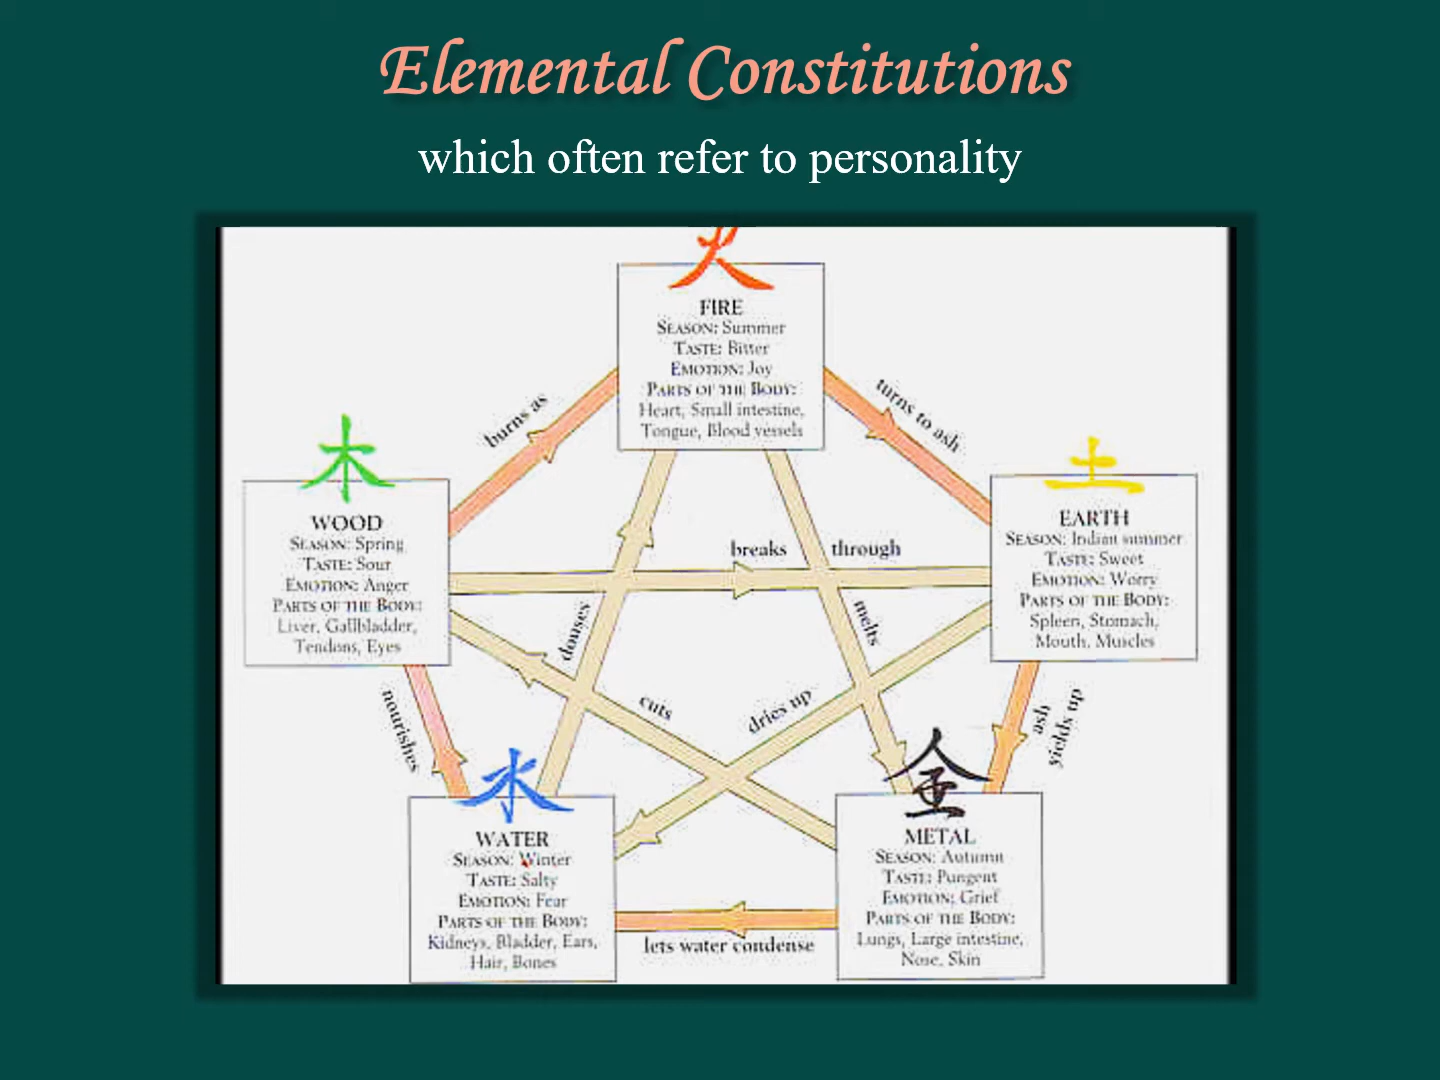 Elemental Constitutions
which often refer to personality
火
FIRE
SEASON: Summer
TASTE: Bitter
EMOTION: Joy
PARTS OF THE BODY:
Heart, Small intestine,
Tongue, Blood vessels
burns as
turns to ash
木
WOOD
SEASON: Spring
TASTE: Sour
EMOTION: Anger
PARTS OF THE BODY:
Liver, Gallbladder,
Tendons, Eyes
土
EARTH
SEASON: Indian summer
TASTE: Sweet
EMOTION: Worry
PARTS OF THE BODY:
Spleen, Stomach,
Mouth, Muscles
breaks through
douses
melts
cuts
dries up
nourishes
ash
yields up
水
WATER
SEASON: Winter
TASTE: Salty
EMOTION: Fear
PARTS OF THE BODY:
Kidneys, Bladder, Ears,
Hair, Bones
金
METAL
SEASON: Autumn
TASTE: Pungent
EMOTION: Grief
PARTS OF THE BODY:
Lungs, Large intestine,
Nose, Skin
lets water condense